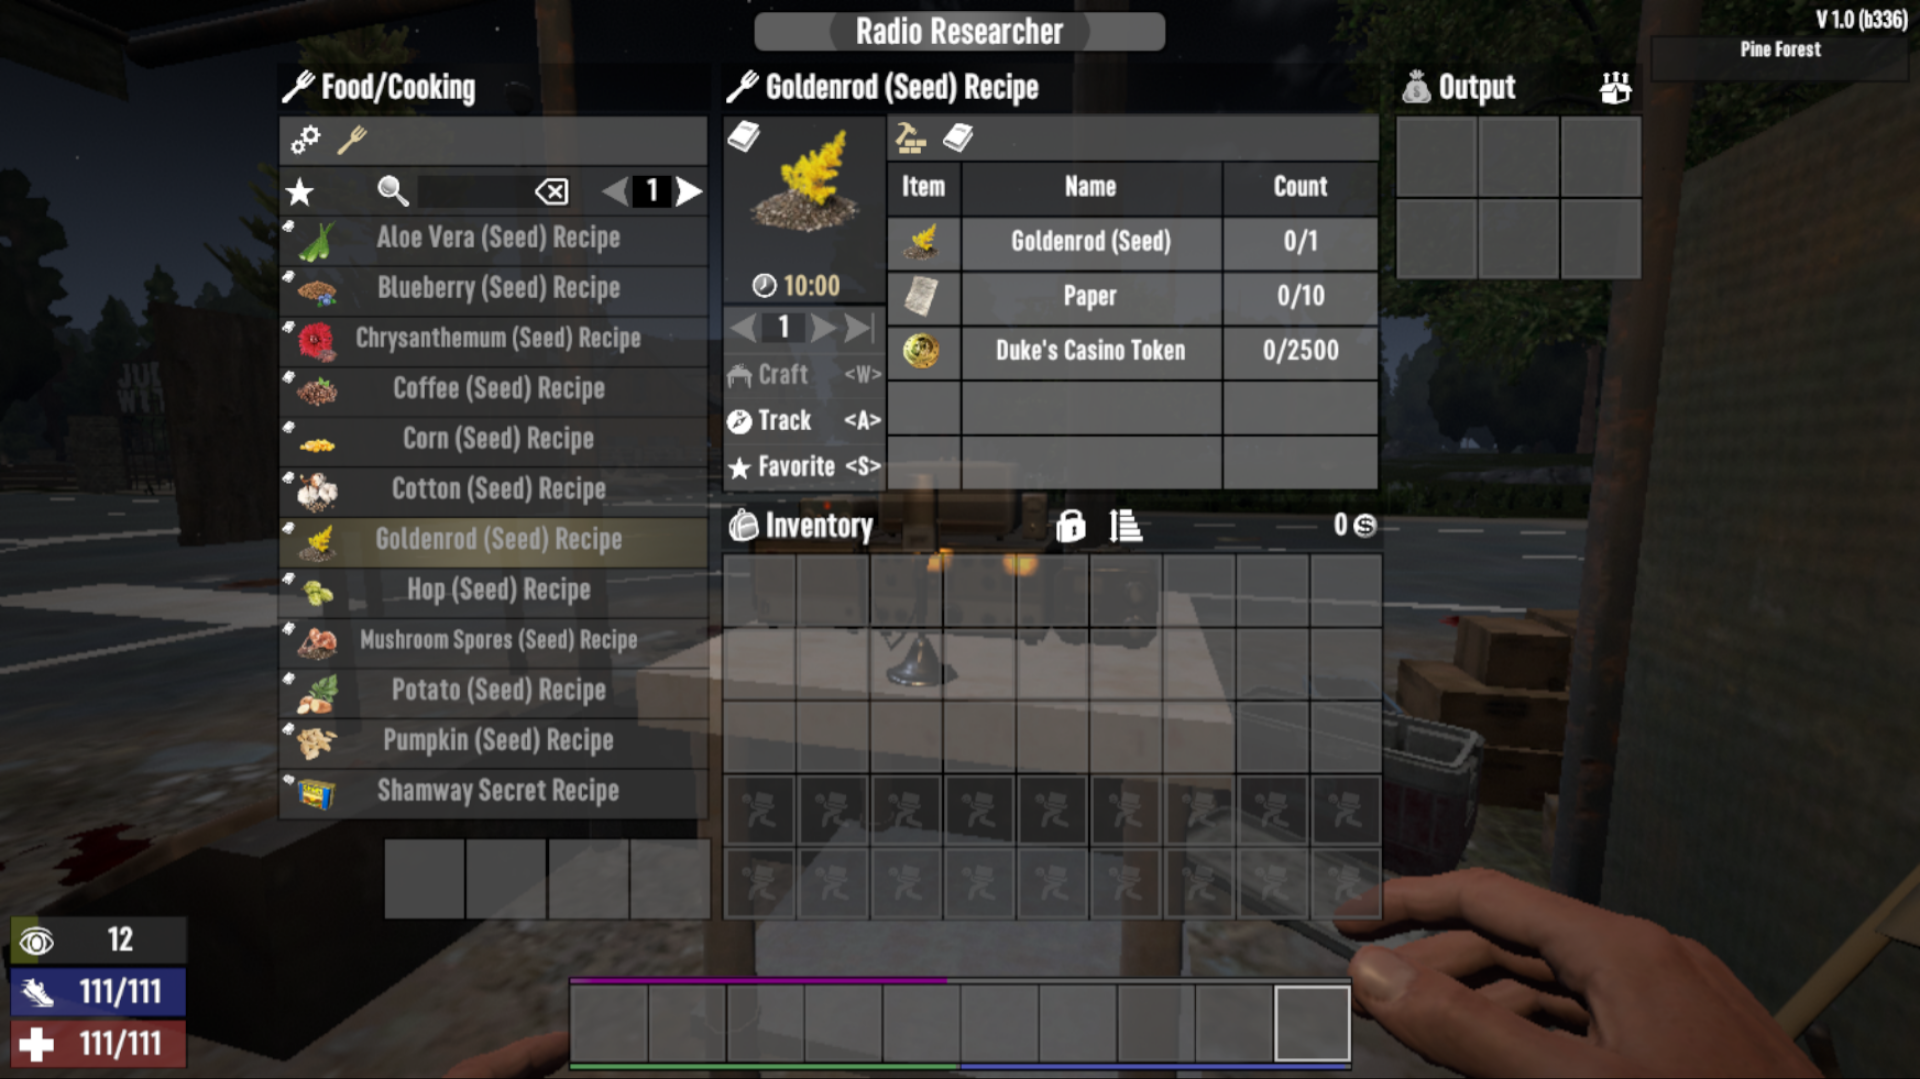 Radio Researcher
V 1.0 (b336)
Pine Forest
Food/Cooking
1
Aloe Vera (Seed) Recipe
Blueberry (Seed) Recipe
Chrysanthemum (Seed) Recipe
Coffee (Seed) Recipe
Corn (Seed) Recipe
Cotton (Seed) Recipe
Goldenrod (Seed) Recipe
Hop (Seed) Recipe
Mushroom Spores (Seed) Recipe
Potato (Seed) Recipe
Pumpkin (Seed) Recipe
Shamway Secret Recipe
Goldenrod (Seed) Recipe
10:00
1
Craft <W>
Track <A>
Favorite <S>
Item Name Count
Goldenrod (Seed) 0/1
Paper 0/10
Duke's Casino Token 0/2500
Output
Inventory
0
12
111/111
111/111